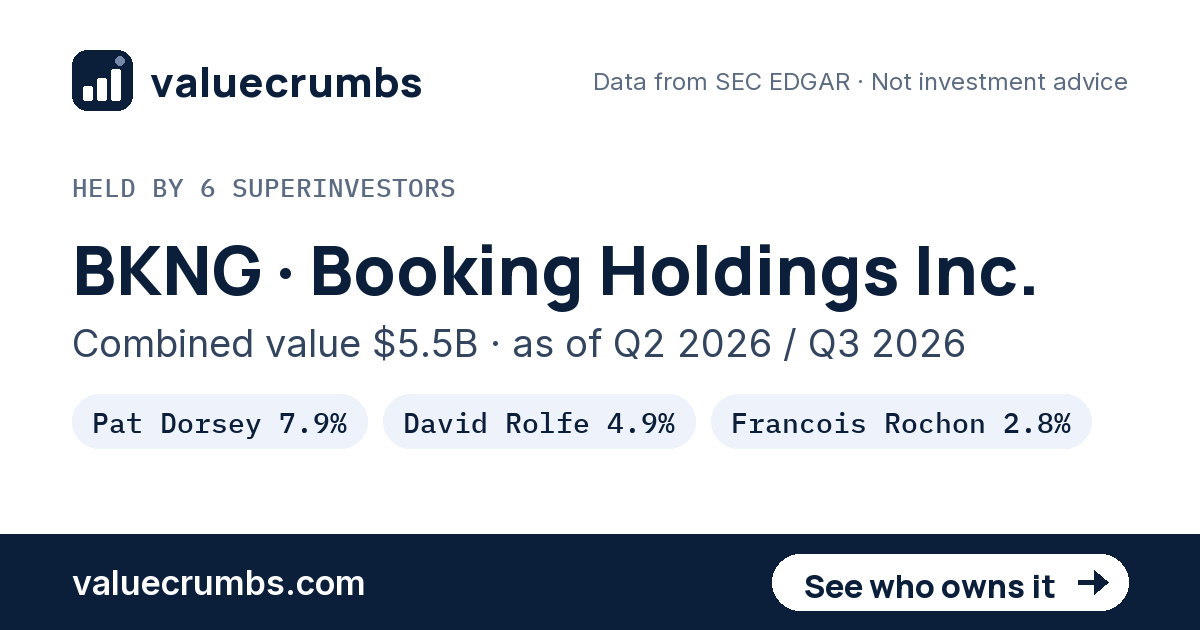 valuecrumbs
Data from SEC EDGAR · Not investment advice
HELD BY 6 SUPERINVESTORS
BKNG · Booking Holdings Inc.
Combined value $5.5B · as of Q2 2026 / Q3 2026
Pat Dorsey 7.9%
David Rolfe 4.9%
Francois Rochon 2.8%
valuecrumbs.com
See who owns it →